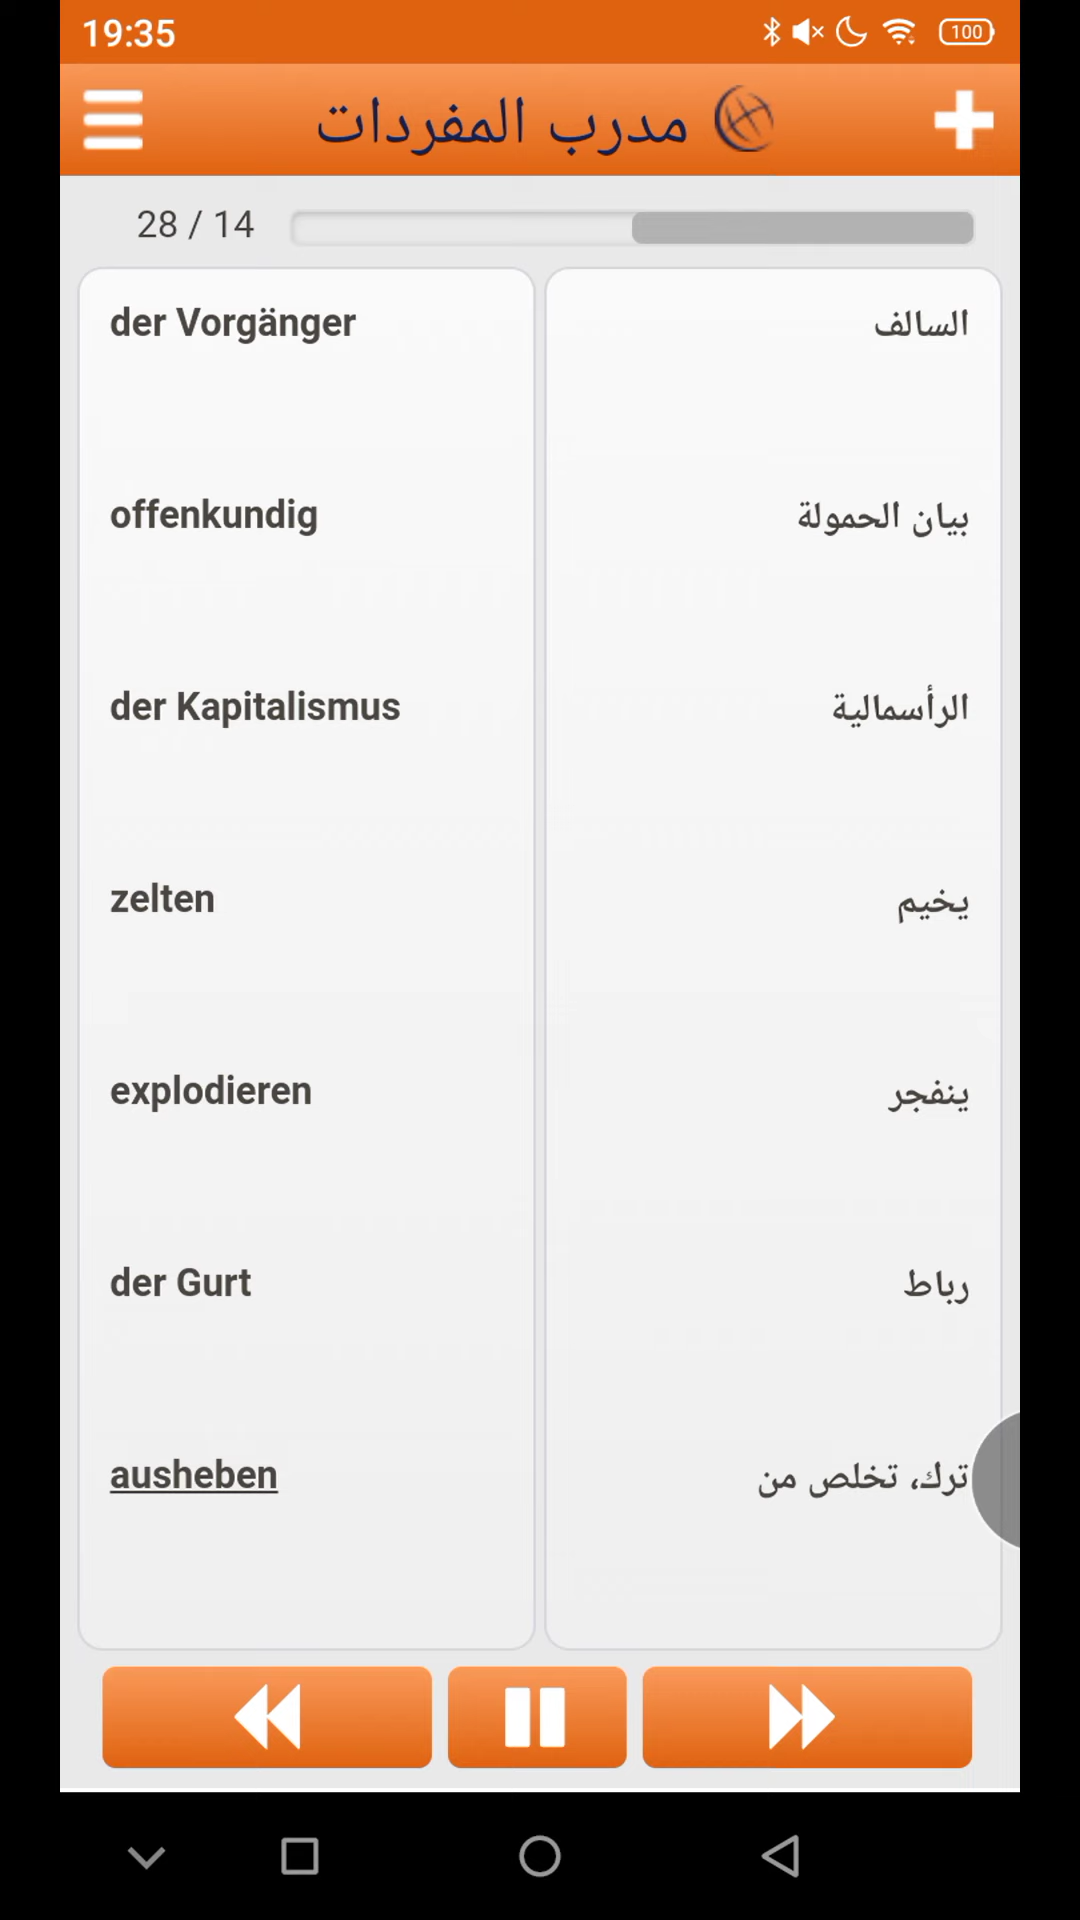 19:35
100
مدرب المفردات
28 / 14
der Vorgänger
السالف
offenkundig
بيان الحمولة
der Kapitalismus
الرأسمالية
zelten
يخيم
explodieren
ينفجر
der Gurt
رباط
ausheben
ترك، تخلص من